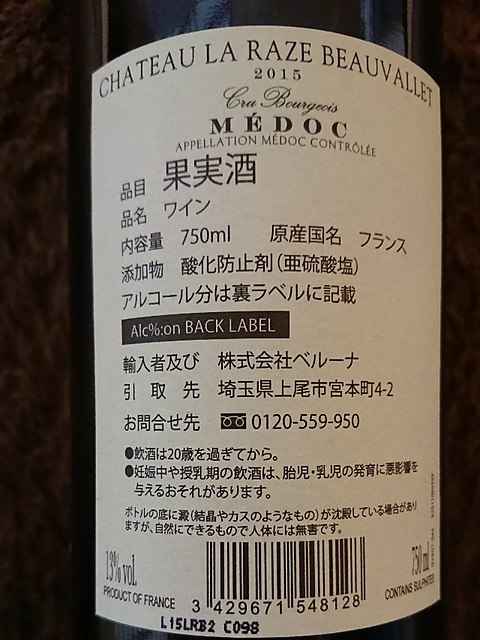 CHATEAU LA RAZE BEAUVALLET
2015
Cru Bourgeois
MÉDOC
APPELLATION MÉDOC CONTRÔLÉE
品目 果実酒
品名 ワイン
内容量 750ml 原産国名 フランス
添加物 酸化防止剤（亜硫酸塩）
アルコール分は裏ラベルに記載
Alc%:on BACK LABEL
輸入者及び 株式会社ベルーナ
引取先 埼玉県上尾市宮本町4-2
お問合せ先 0120-559-950
●飲酒は20歳を過ぎてから。
●妊娠中や授乳期の飲酒は、胎児・乳児の発育に悪影響を
与えるおそれがあります。
ボトルの底に澱（結晶やカスのようなもの）が沈殿している場合があり
ますが、自然にできるもので人体には無害です。
13% vol.
750 ml
PRODUCT OF FRANCE
CONTAINS SULPHITES
3 429671 548128
L15LRB2 C098